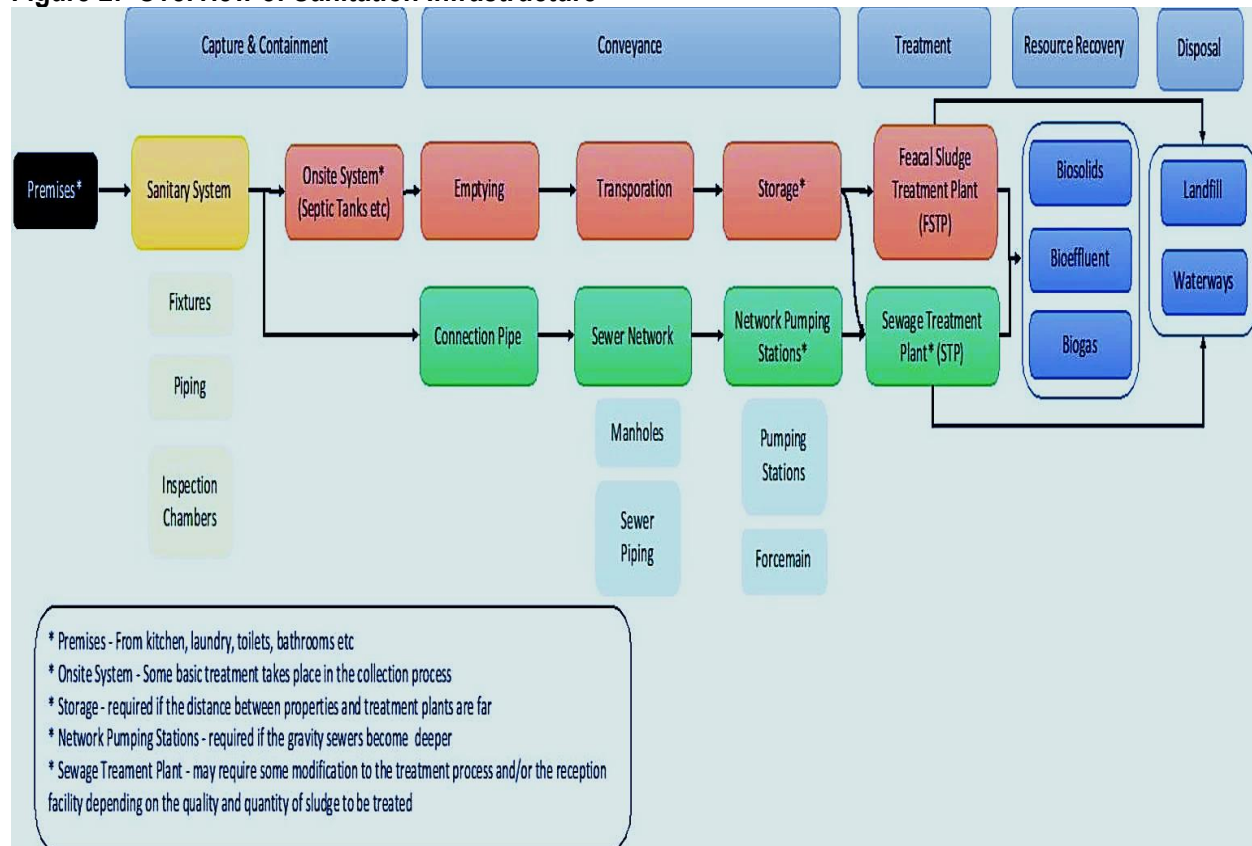 Figure 2: Overview of Sanitation Infrastructure
Capture & Containment
Conveyance
Treatment
Resource Recovery
Disposal
Premises*
Sanitary System
Onsite System*
(Septic Tanks etc)
Emptying
Transporation
Storage*
Feacal Sludge
Treatment Plant
(FSTP)
Biosolids
Bioeffluent
Biogas
Landfill
Waterways
Connection Pipe
Sewer Network
Network Pumping
Stations*
Sewage Treatment
Plant* (STP)
Fixtures
Piping
Inspection
Chambers
Manholes
Sewer
Piping
Pumping
Stations
Forcemain
* Premises - From kitchen, laundry, toilets, bathrooms etc
* Onsite System - Some basic treatment takes place in the collection process
* Storage - required if the distance between properties and treatment plants are far
* Network Pumping Stations - required if the gravity sewers become deeper
* Sewage Treament Plant - may require some modification to the treatment process and/or the reception
facility depending on the quality and quantity of sludge to be treated